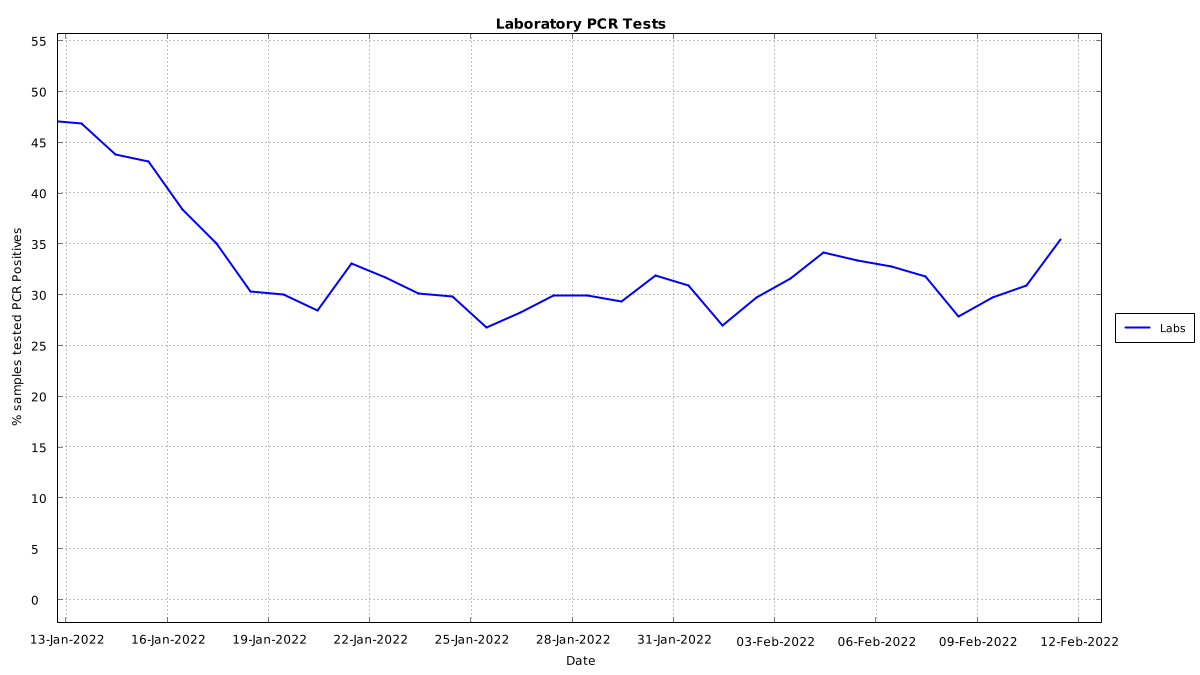 Laboratory PCR Tests
55
50
45
40
35
30
25
20
15
10
5
0
% samples tested PCR Positives
13-Jan-2022 16-Jan-2022 19-Jan-2022 22-Jan-2022 25-Jan-2022 28-Jan-2022 31-Jan-2022 03-Feb-2022 06-Feb-2022 09-Feb-2022 12-Feb-2022
Date
Labs